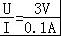 U/I = 3V/0.1A